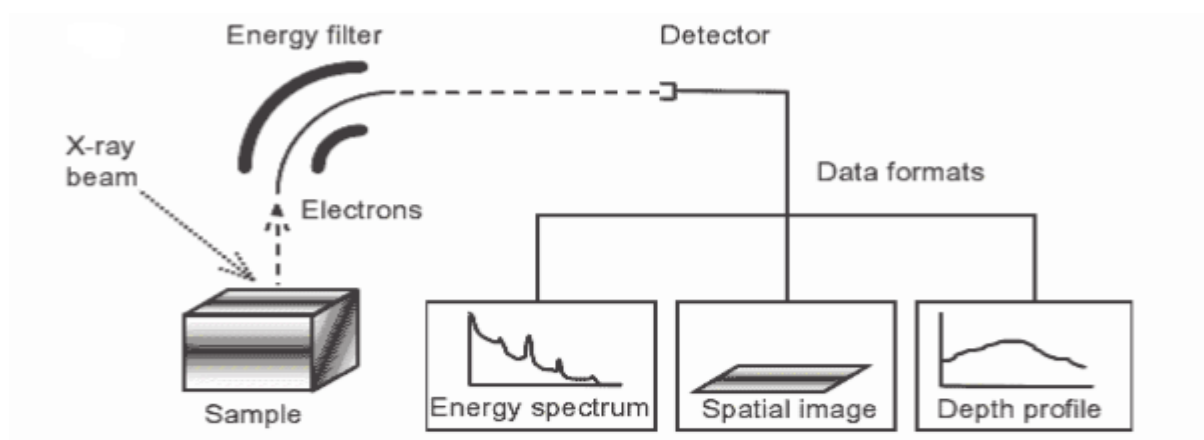 Energy filter
Detector
X-ray
beam
Electrons
Data formats
Sample
Energy spectrum
Spatial image
Depth profile